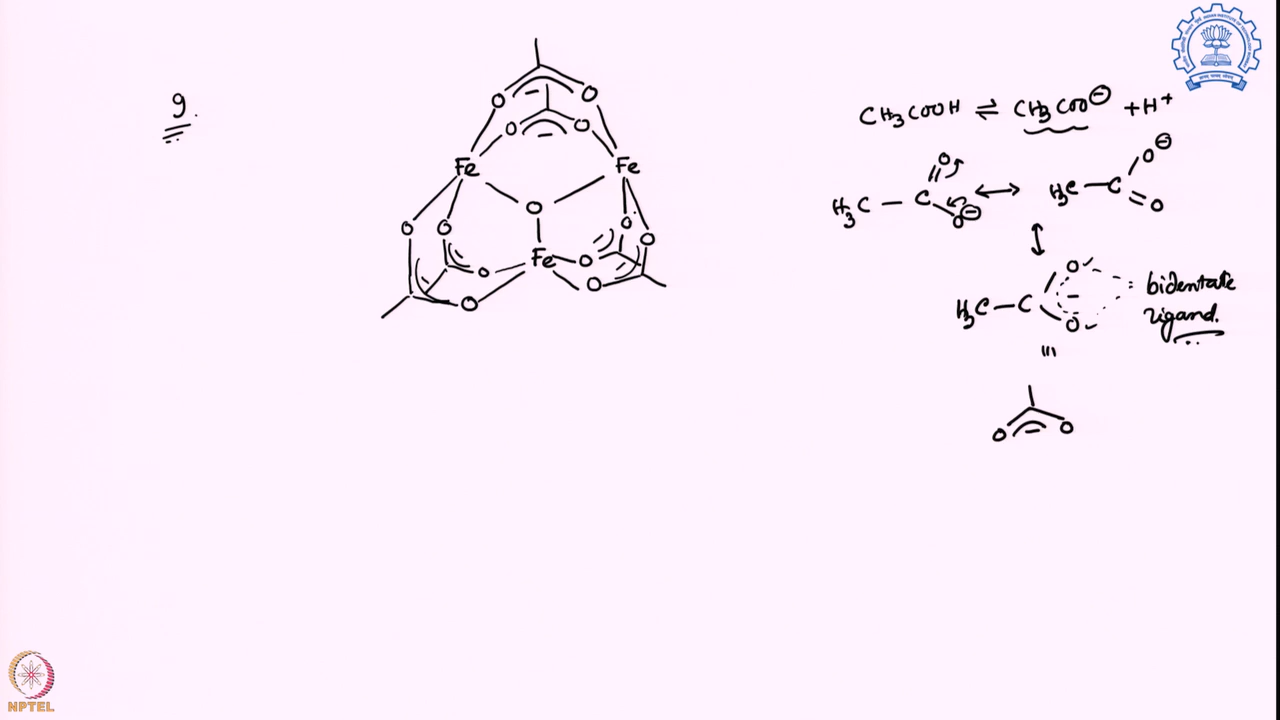 9.
O O
O O
Fe Fe
O
O O O O
Fe O
O O
O
CH3COOH ⇌ CH3COO⊖ + H+
H3C – C O O⊖ ↔ H3C – C O⊖ O
↕
H3C – C O O – : bidentate ligand.
≡
O – O
NPTEL